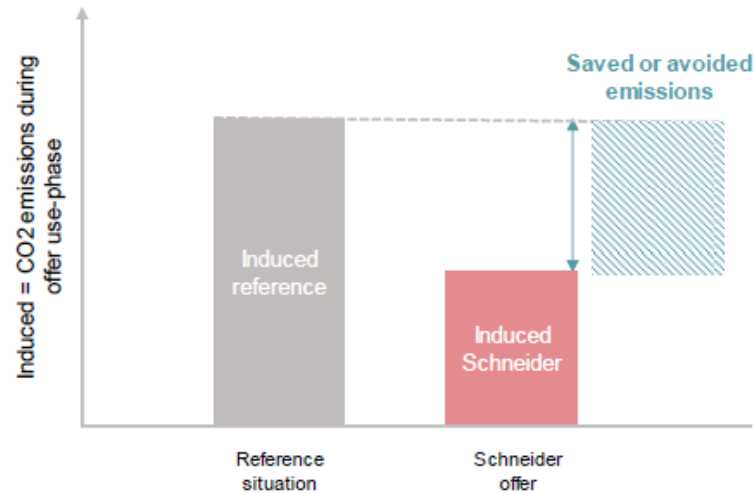 Induced = CO2 emissions during
offer use-phase
Saved or avoided
emissions
Induced
reference
Induced
Schneider
Reference
situation
Schneider
offer